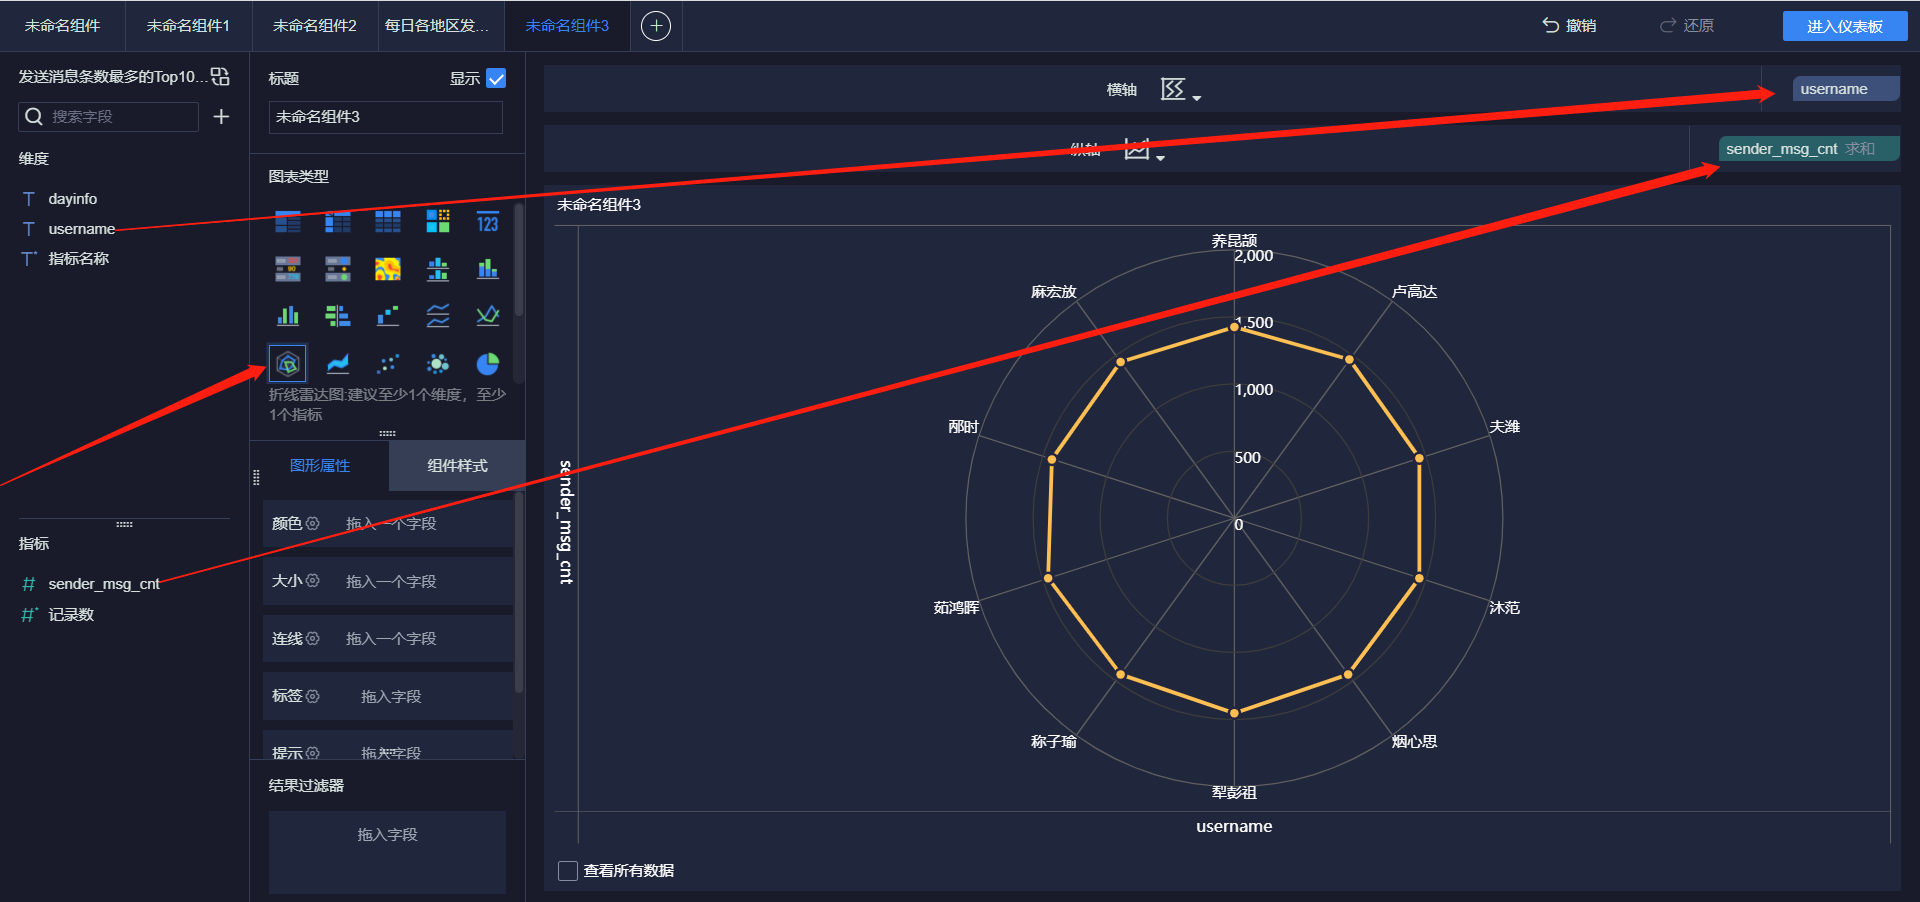 未命名组件
未命名组件1
未命名组件2
每日各地区发...
未命名组件3
撤销
还原
进入仪表板
发送消息条数最多的Top10...
搜索字段
维度
dayinfo
username
指标名称
指标
sender_msg_cnt
记录数
标题
显示
未命名组件3
图表类型
123
90
折线雷达图:建议至少1个维度，至少
1个指标
图形属性
组件样式
颜色
拖入一个字段
大小
拖入一个字段
连线
拖入一个字段
标签
拖入字段
提示
拖入字段
结果过滤器
拖入字段
横轴
username
纵轴
sender_msg_cnt 求和
未命名组件3
养昆颉
2,000
卢高达
1,500
夫潍
1,000
500
0
沐范
烟心思
犁彭祖
称子瑜
茹鸿晖
邴时
麻宏放
sender_msg_cnt
username
查看所有数据